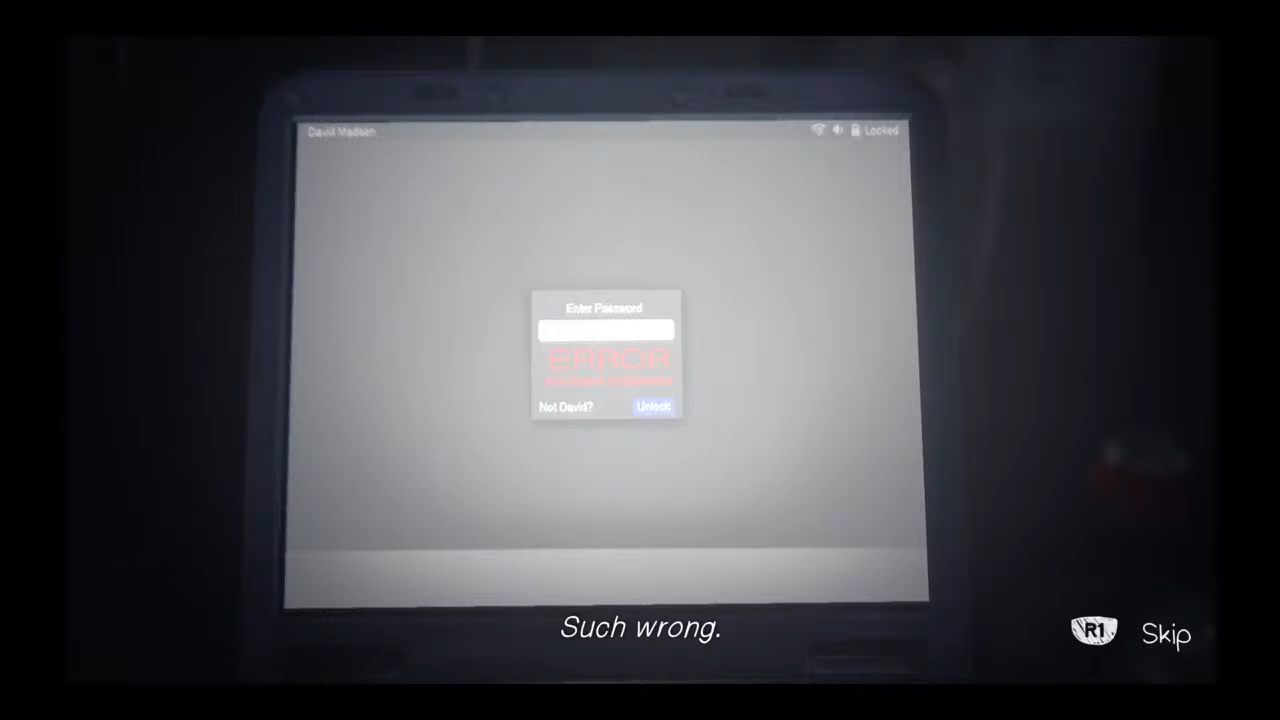 David Madsen
Locked
Enter Password
ERROR
Not David?
Unlock
Such wrong.
R1 Skip